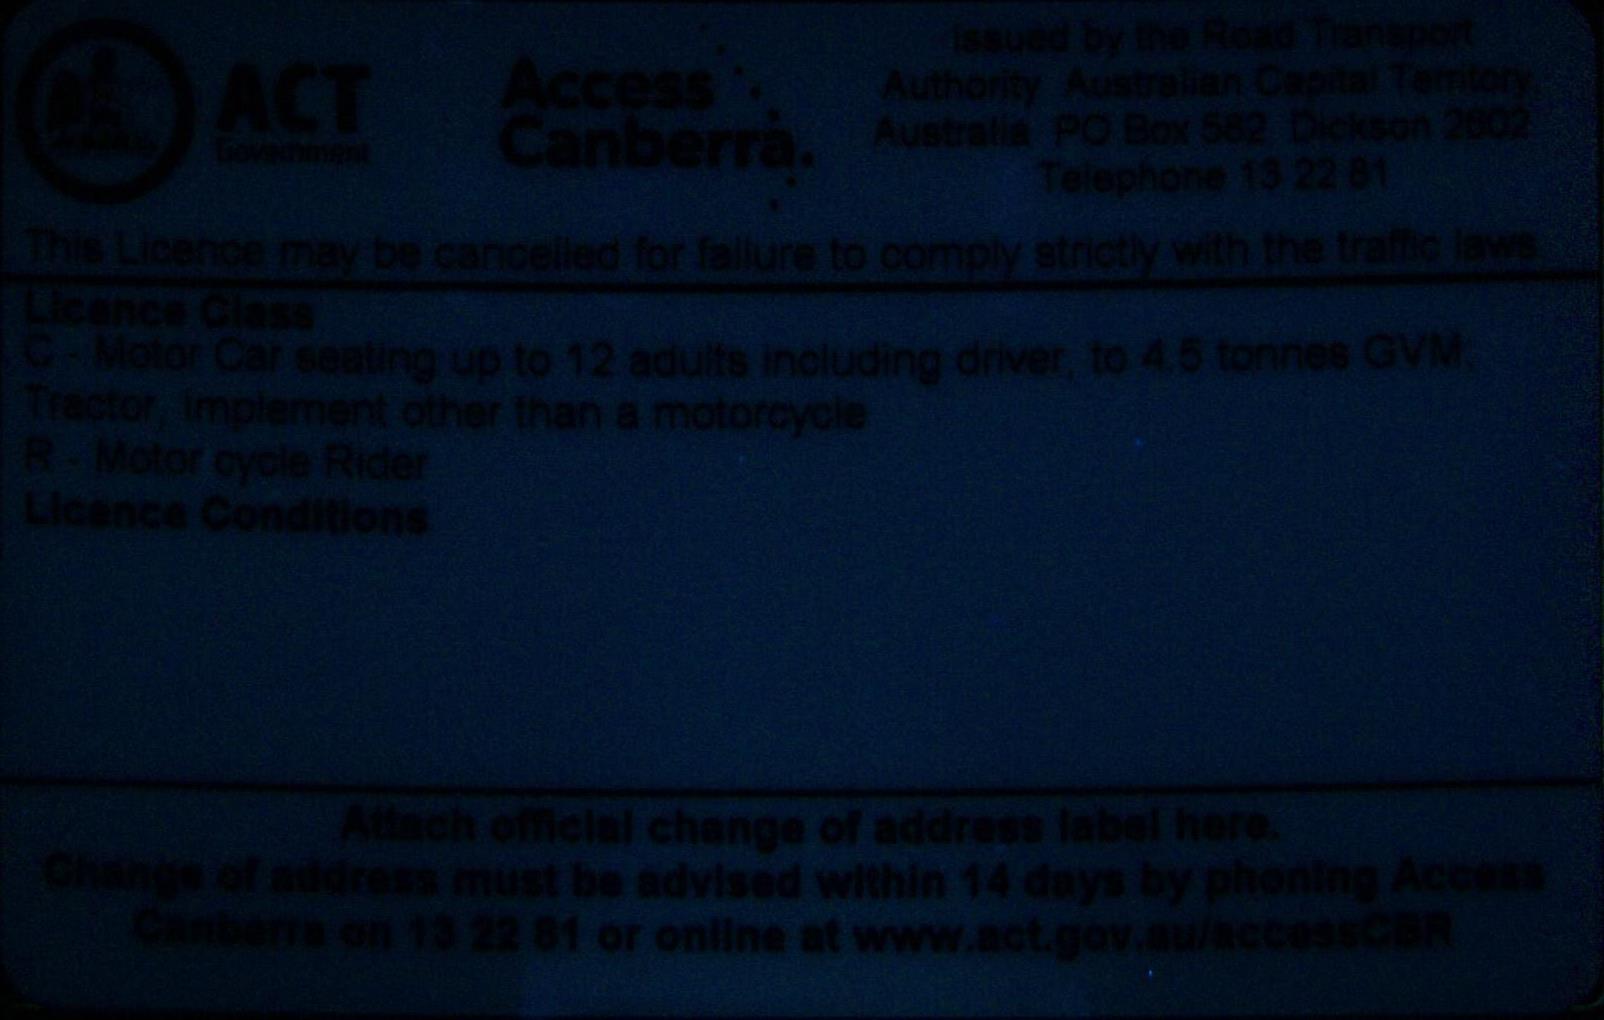 ACT
Government
Access
Canberra.
Issued by the Road Transport
Authority Australian Capital Territory,
Australia PO Box 582 Dickson 2602
Telephone 13 22 81
This Licence may be cancelled for failure to comply strictly with the traffic laws
Licence Class
C - Motor Car seating up to 12 adults including driver, to 4.5 tonnes GVM,
Tractor, implement other than a motorcycle
R - Motor cycle Rider
Licence Conditions
Attach official change of address label here.
Change of address must be advised within 14 days by phoning Access
Canberra on 13 22 81 or online at www.act.gov.au/accessCBR